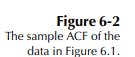 Figure 6-2
The sample ACF of the
data in Figure 6.1.